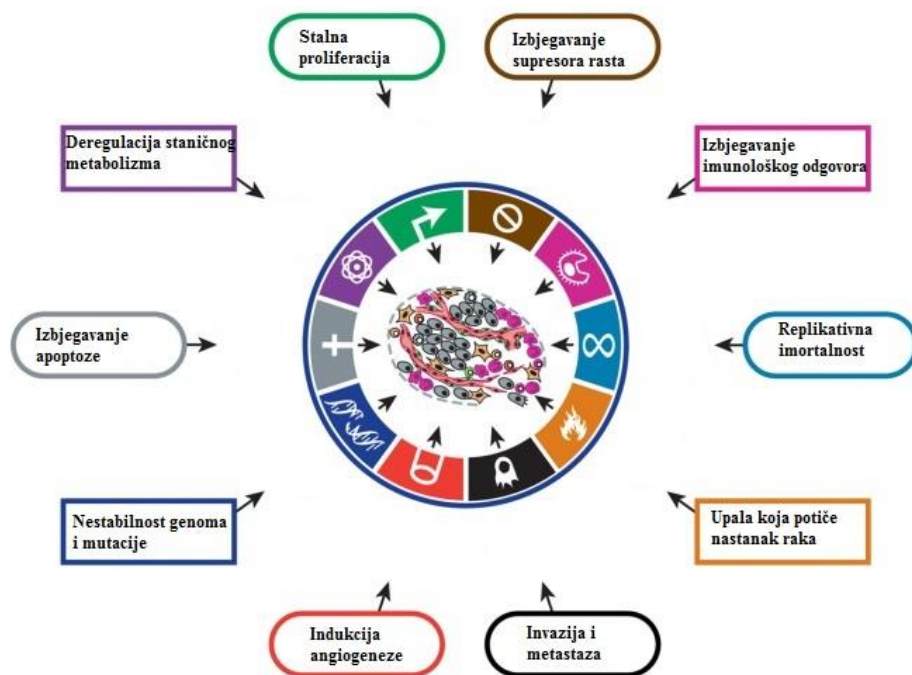 Stalna
proliferacija
Izbjegavanje
supresora rasta
Deregulacija staničnog
metabolizma
Izbjegavanje
imunološkog odgovora
Izbjegavanje
apoptoze
Replikativna
imortalnost
Nestabilnost genoma
i mutacije
Upala koja potiče
nastanak raka
Indukcija
angiogeneze
Invazija i
metastaza